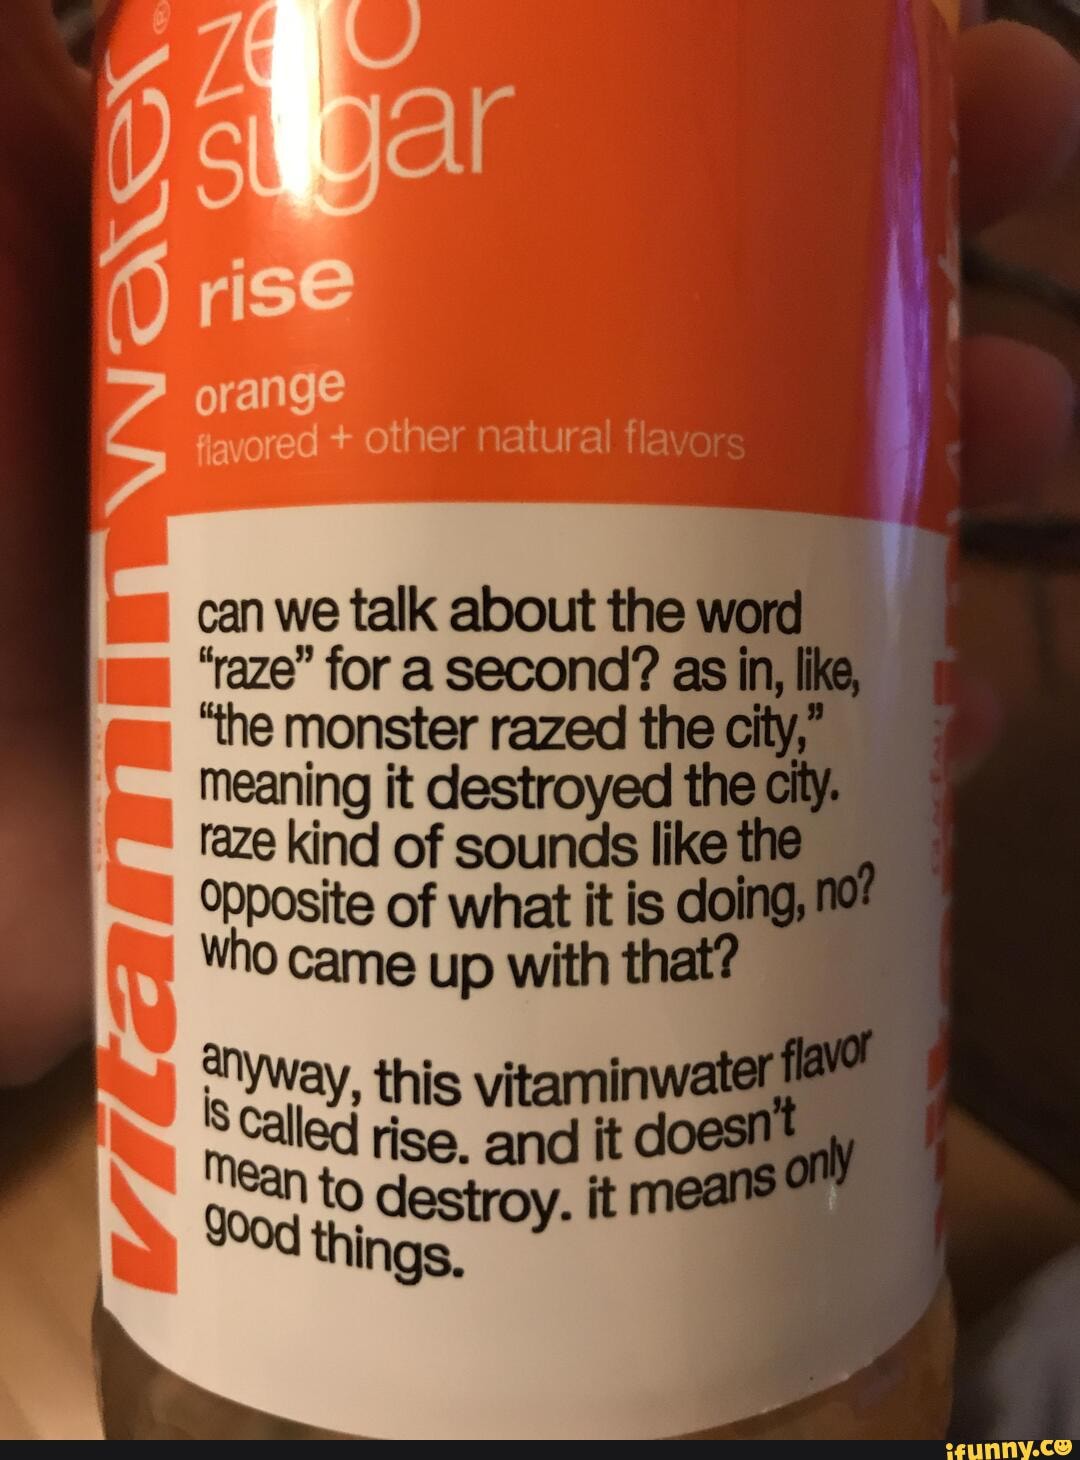 vitaminwater®
zero
sugar
rise
orange
flavored + other natural flavors
can we talk about the word
“raze” for a second? as in, like,
“the monster razed the city,”
meaning it destroyed the city.
raze kind of sounds like the
opposite of what it is doing, no?
who came up with that?
anyway, this vitaminwater flavor
is called rise. and it doesn’t
mean to destroy. it means only
good things.
ifunny.co